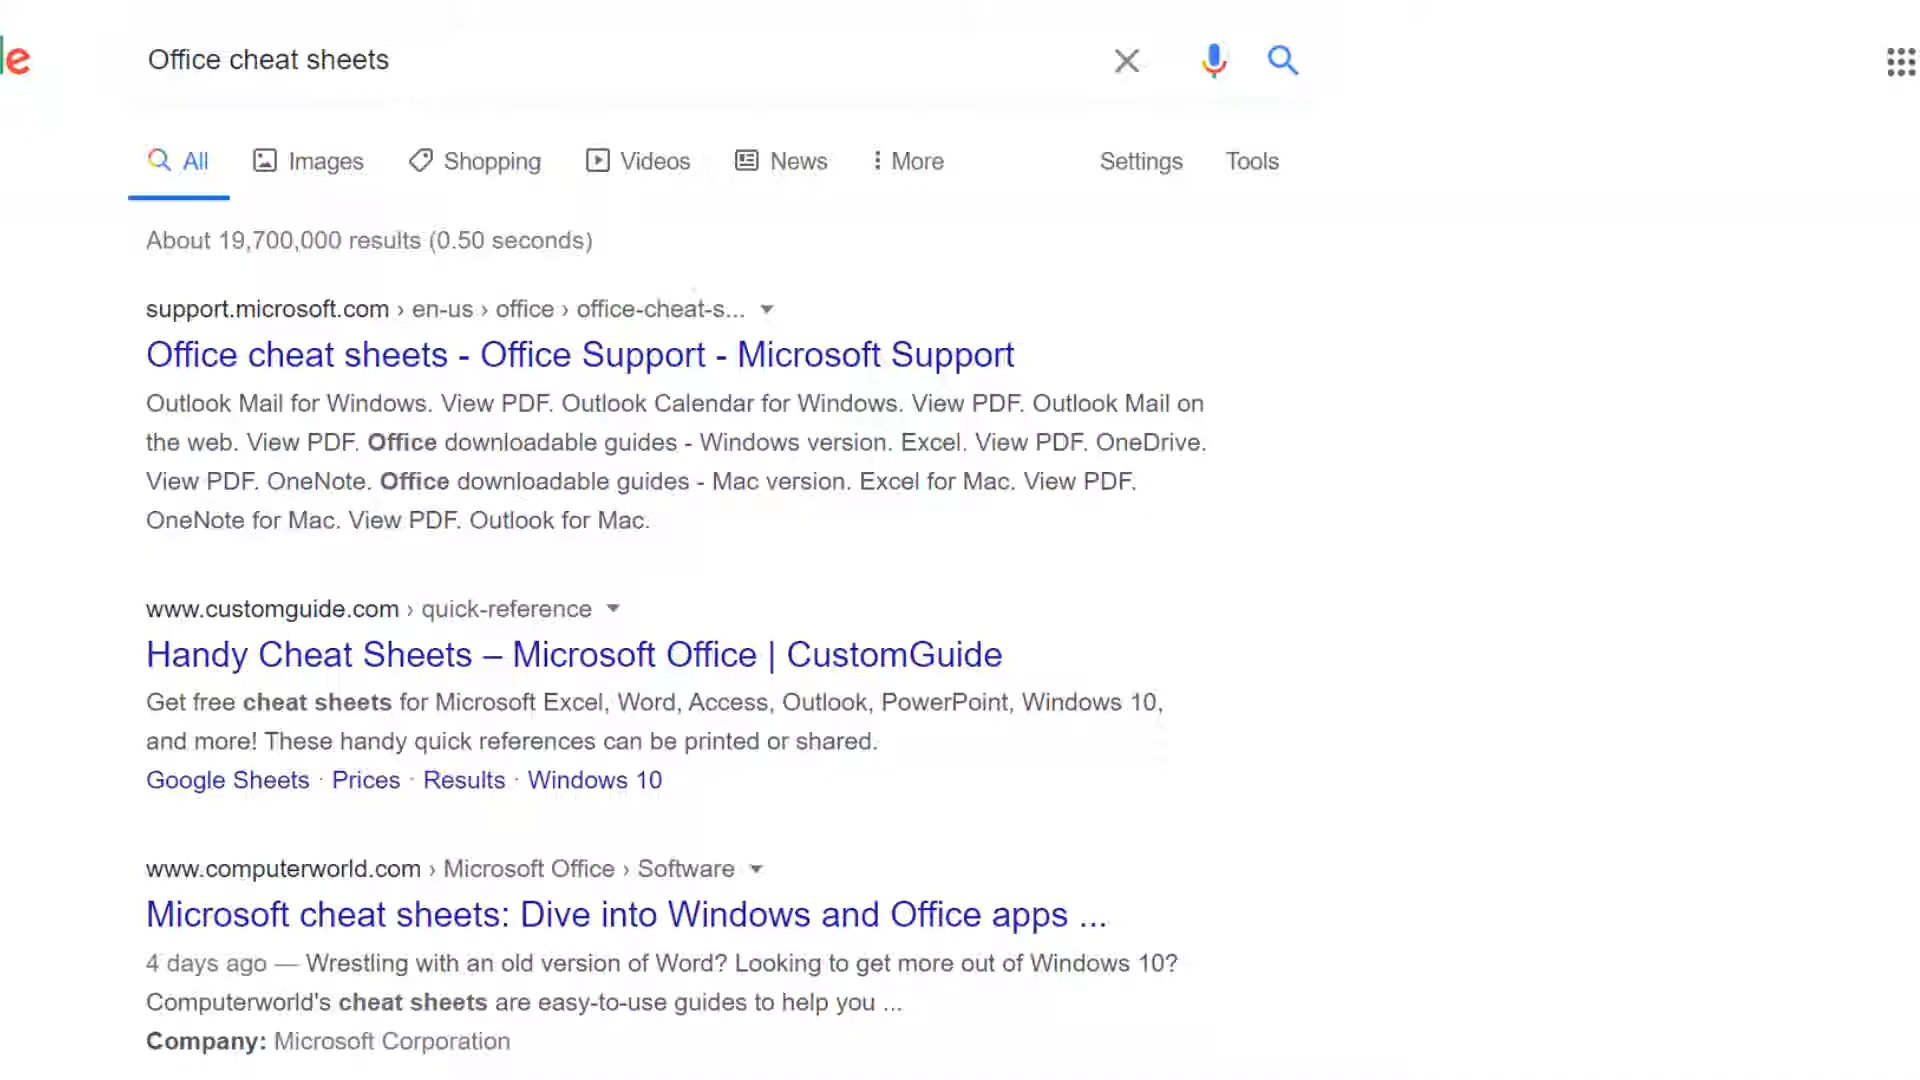 le
Office cheat sheets
All Images Shopping Videos News More Settings Tools
About 19,700,000 results (0.50 seconds)
support.microsoft.com › en-us › office › office-cheat-s...
Office cheat sheets - Office Support - Microsoft Support
Outlook Mail for Windows. View PDF. Outlook Calendar for Windows. View PDF. Outlook Mail on
the web. View PDF. Office downloadable guides - Windows version. Excel. View PDF. OneDrive.
View PDF. OneNote. Office downloadable guides - Mac version. Excel for Mac. View PDF.
OneNote for Mac. View PDF. Outlook for Mac.
www.customguide.com › quick-reference
Handy Cheat Sheets – Microsoft Office | CustomGuide
Get free cheat sheets for Microsoft Excel, Word, Access, Outlook, PowerPoint, Windows 10,
and more! These handy quick references can be printed or shared.
Google Sheets · Prices · Results · Windows 10
www.computerworld.com › Microsoft Office › Software
Microsoft cheat sheets: Dive into Windows and Office apps ...
4 days ago — Wrestling with an old version of Word? Looking to get more out of Windows 10?
Computerworld's cheat sheets are easy-to-use guides to help you ...
Company: Microsoft Corporation